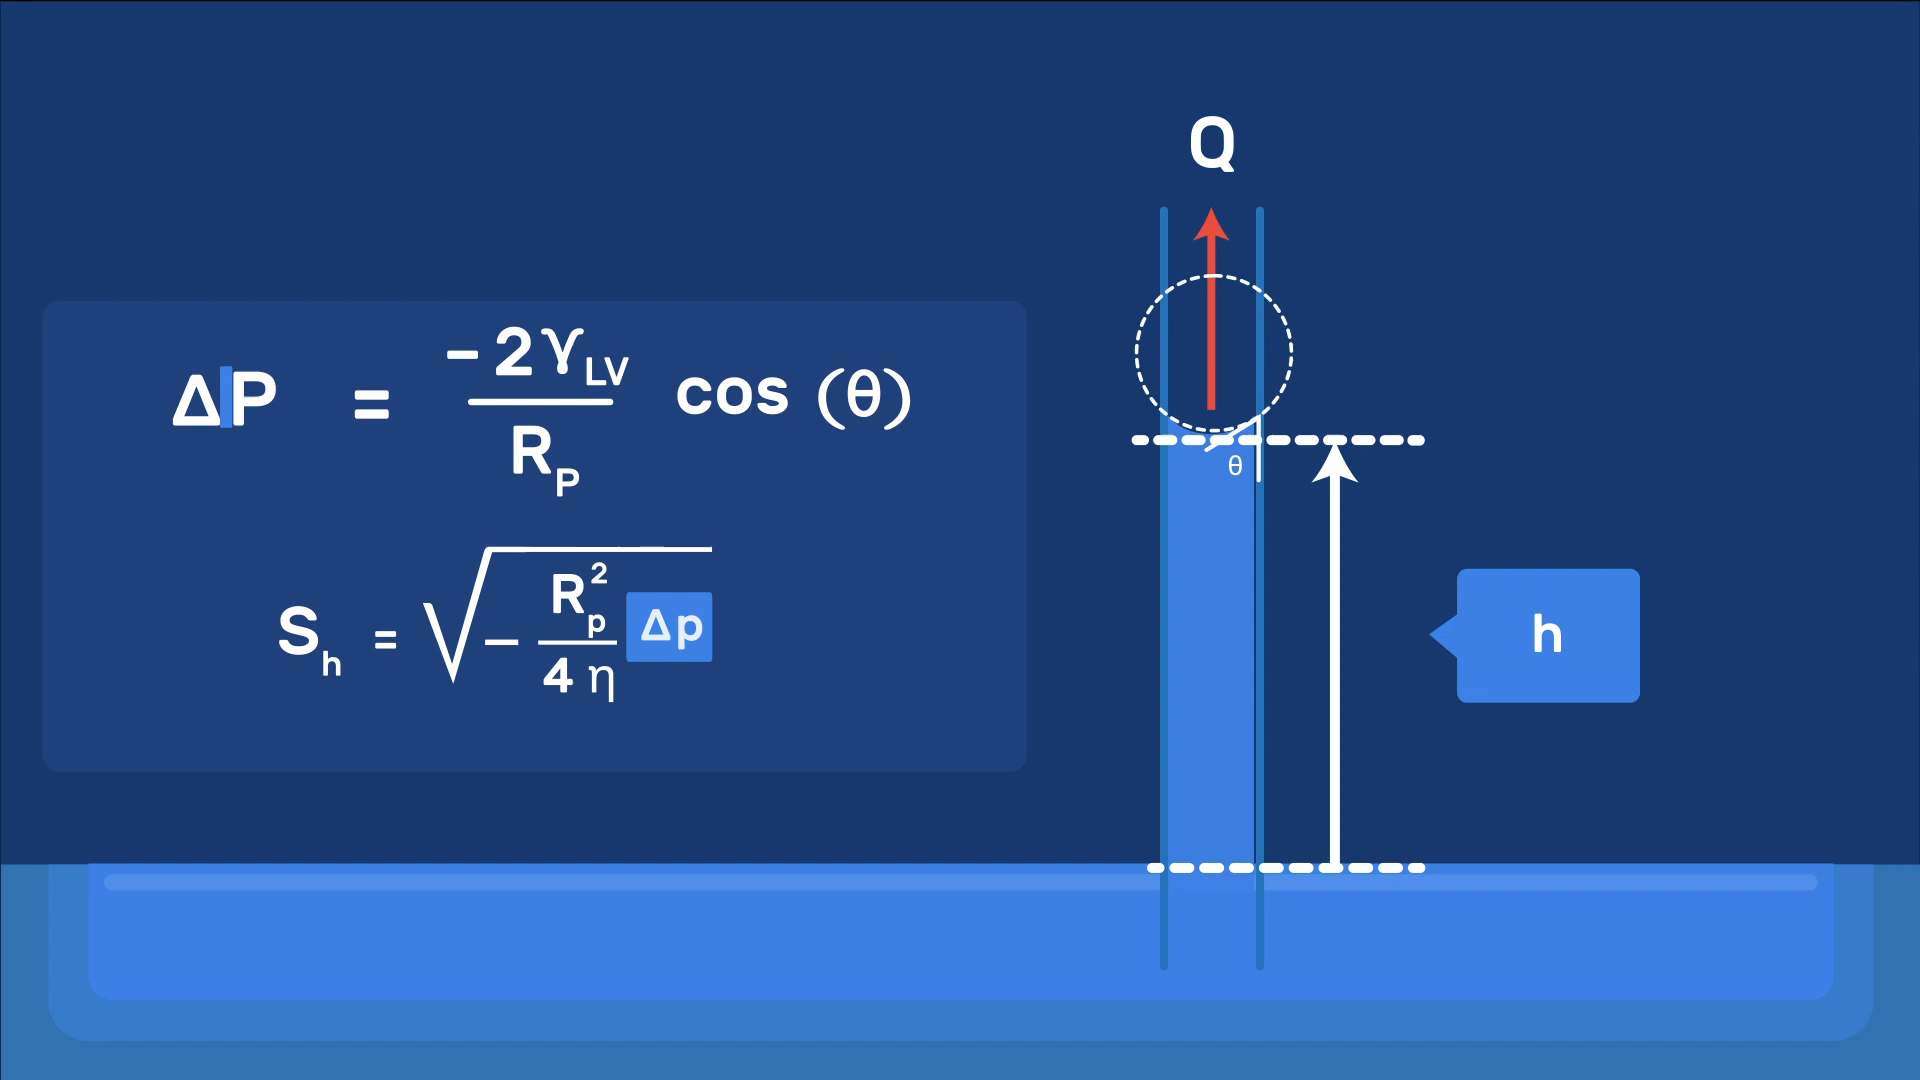 Q
ΔP = -2γLV / RP cos (θ)
θ
Sh = √ - Rp² / 4 η Δp
h